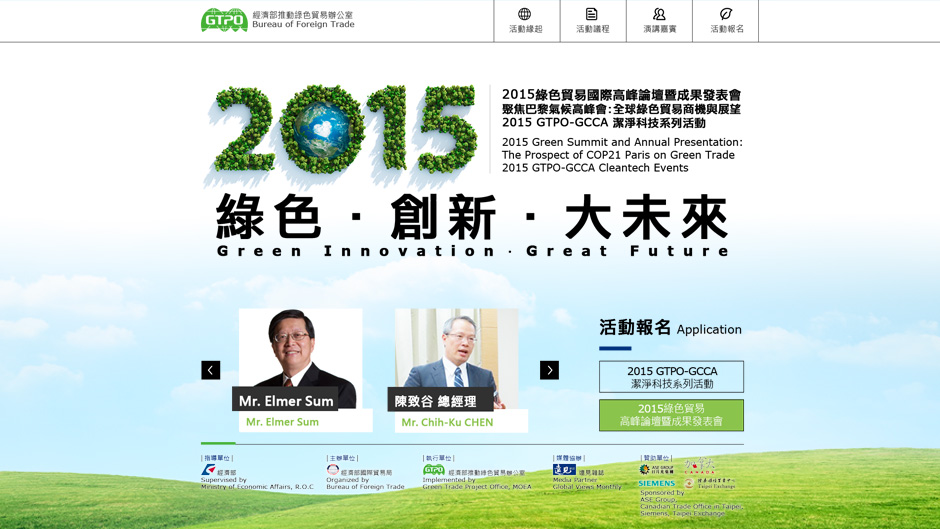 GTPO
經濟部推動綠色貿易辦公室
Bureau of Foreign Trade
活動緣起
活動議程
演講嘉賓
活動報名
2015
2015綠色貿易國際高峰論壇暨成果發表會
聚焦巴黎氣候高峰會:全球綠色貿易商機與展望
2015 GTPO-GCCA 潔淨科技系列活動
2015 Green Summit and Annual Presentation:
The Prospect of COP21 Paris on Green Trade
2015 GTPO-GCCA Cleantech Events
綠色．創新．大未來
Green Innovation．Great Future
Mr. Elmer Sum
Mr. Elmer Sum
陳致谷 總經理
Mr. Chih-Ku CHEN
活動報名 Application
2015 GTPO-GCCA
潔淨科技系列活動
2015綠色貿易
高峰論壇暨成果發表會
|指導單位|
經濟部
Supervised by
Ministry of Economic Affairs, R.O.C
|主辦單位|
經濟部國際貿易局
Organized by
Bureau of Foreign Trade
|執行單位|
GTPO 經濟部推動綠色貿易辦公室
Implemented by
Green Trade Project Office, MOEA
|媒體協辦|
遠見 遠見雜誌
Media Partner
Global Views Monthly
|贊助單位|
ASE GROUP
日月光集團
CANADA
SIEMENS
Taipei Exchange
Sponsored by
ASE Group,
Canadian Trade Office in Taipei,
Siemens, Taipei Exchange